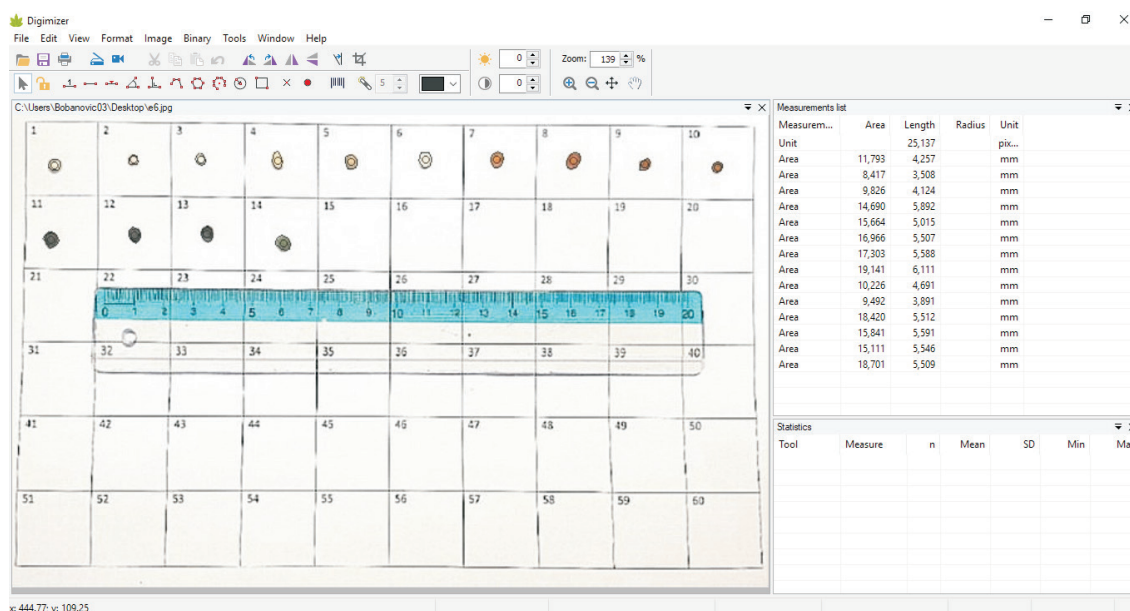 Digimizer
File Edit View Format Image Binary Tools Window Help
0 Zoom: 139 %
5 0
C:\Users\Bobanovic03\Desktop\e6.jpg
1 2 3 4 5 6 7 8 9 10
11 12 13 14 15 16 17 18 19 20
21 22 23 24 25 26 27 28 29 30
0 1 2 3 4 5 6 7 8 9 10 11 12 13 14 15 16 17 18 19 20
31 32 33 34 35 36 37 38 39 40
41 42 43 44 45 46 47 48 49 50
51 52 53 54 55 56 57 58 59 60
Measurements list
Measurem... Area Length Radius Unit
Unit 25,137 pix...
Area 11,793 4,257 mm
Area 8,417 3,508 mm
Area 9,826 4,124 mm
Area 14,690 5,892 mm
Area 15,664 5,015 mm
Area 16,966 5,507 mm
Area 17,303 5,588 mm
Area 19,141 6,111 mm
Area 10,226 4,691 mm
Area 9,492 3,891 mm
Area 18,420 5,512 mm
Area 15,841 5,591 mm
Area 15,111 5,546 mm
Area 18,701 5,509 mm
Statistics
Tool Measure n Mean SD Min Ma
x: 444,77; y: 109,25